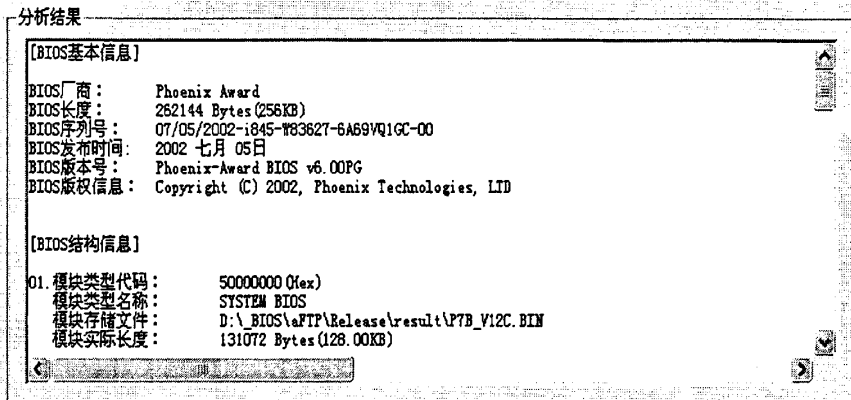 分析结果
[BIOS基本信息]
BIOS厂商： Phoenix Award
BIOS长度： 262144 Bytes(256KB)
BIOS序列号： 07/05/2002-i845-W83627-6A69VQ1GC-00
BIOS发布时间: 2002 七月 05日
BIOS版本号： Phoenix-Award BIOS v6.00PG
BIOS版权信息： Copyright (C) 2002, Phoenix Technologies, LTD
[BIOS结构信息]
01.模块类型代码： 50000000(Hex)
模块类型名称： SYSTEM BIOS
模块存储文件： D:\_BIOS\aFTP\Release\result\P7B_V12C.BIN
模块实际长度： 131072 Bytes(128.00KB)